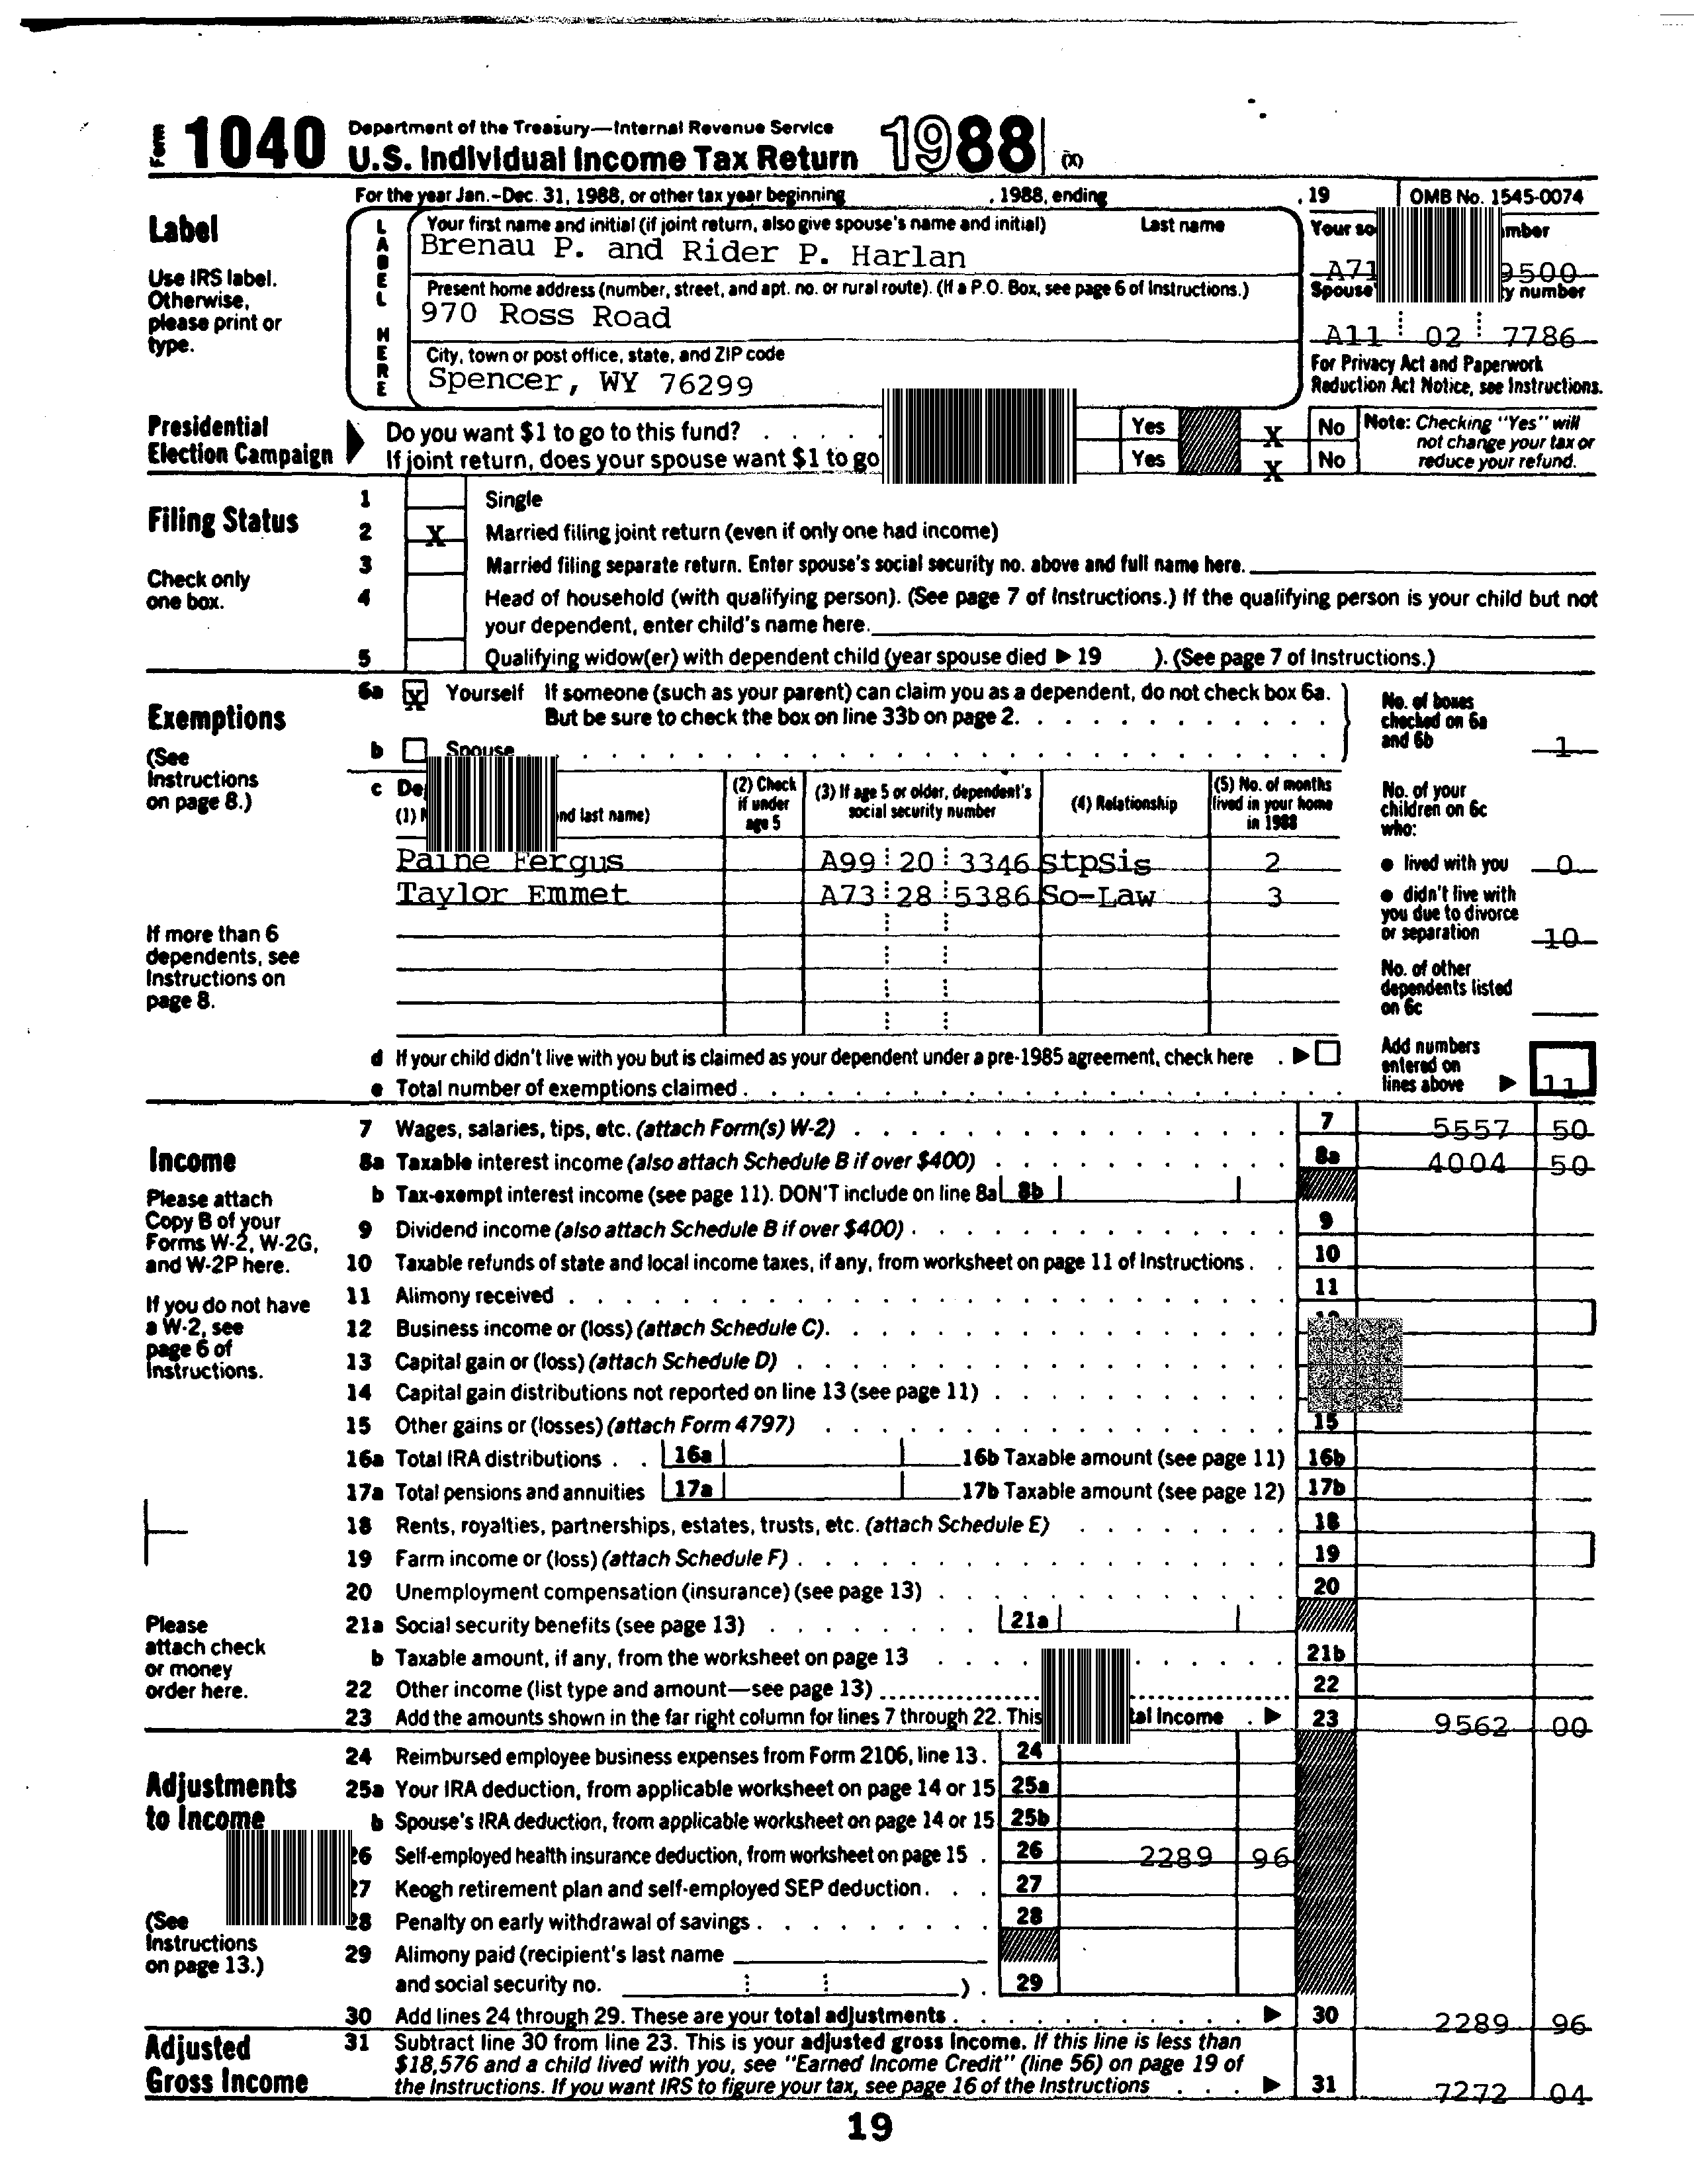 Form 1040 Department of the Treasury—Internal Revenue Service
U.S. Individual Income Tax Return 1988 (X)
For the year Jan.-Dec. 31, 1988, or other tax year beginning , 1988, ending , 19 OMB No. 1545-0074
Label
Use IRS label.
Otherwise,
please print or
type.
LABEL HERE
Your first name and initial (if joint return, also give spouse's name and initial) Last name
Brenau P. and Rider P. Harlan
Present home address (number, street, and apt. no. or rural route). (If a P.O. Box, see page 6 of Instructions.)
970 Ross Road
City, town or post office, state, and ZIP code
Spencer, WY 76299
Your
A71 9500
Spouse number
A11 02 7786
For Privacy Act and Paperwork
Reduction Act Notice, see Instructions.
Presidential
Election Campaign
Do you want $1 to go to this fund? . . . . . Yes X No
If joint return, does your spouse want $1 to go Yes X No
Note: Checking "Yes" will
not change your tax or
reduce your refund.
Filing Status
Check only
one box.
1 Single
2 X Married filing joint return (even if only one had income)
3 Married filing separate return. Enter spouse's social security no. above and full name here.
4 Head of household (with qualifying person). (See page 7 of Instructions.) If the qualifying person is your child but not
your dependent, enter child's name here.
5 Qualifying widow(er) with dependent child (year spouse died ▶ 19 ). (See page 7 of Instructions.)
Exemptions
(See
Instructions
on page 8.)
If more than 6
dependents, see
Instructions on
page 8.
6a X Yourself If someone (such as your parent) can claim you as a dependent, do not check box 6a.
But be sure to check the box on line 33b on page 2.
b Spouse
No. of boxes
checked on 6a
and 6b 1
c
(1) and last name)
(2) Check
if under
age 5
(3) If age 5 or older, dependent's
social security number
(4) Relationship
(5) No. of months
lived in your home
in 1988
Paine Fergus A99 20 3346 StpSis 2
Taylor Emmet A73 28 5386 So-Law 3
No. of your
children on 6c
who:
● lived with you 0
● didn't live with
you due to divorce
or separation 10
No. of other
dependents listed
on 6c
d If your child didn't live with you but is claimed as your dependent under a pre-1985 agreement, check here . ▶
e Total number of exemptions claimed
Add numbers
entered on
lines above ▶ 11
Income
Please attach
Copy B of your
Forms W-2, W-2G,
and W-2P here.
If you do not have
a W-2, see
page 6 of
Instructions.
Please
attach check
or money
order here.
7 Wages, salaries, tips, etc. (attach Form(s) W-2) 7 5557 50
8a Taxable interest income (also attach Schedule B if over $400) 8a 4004 50
b Tax-exempt interest income (see page 11). DON'T include on line 8a 8b
9 Dividend income (also attach Schedule B if over $400) 9
10 Taxable refunds of state and local income taxes, if any, from worksheet on page 11 of Instructions 10
11 Alimony received 11
12 Business income or (loss) (attach Schedule C)
13 Capital gain or (loss) (attach Schedule D)
14 Capital gain distributions not reported on line 13 (see page 11)
15 Other gains or (losses) (attach Form 4797) 15
16a Total IRA distributions 16a 16b Taxable amount (see page 11) 16b
17a Total pensions and annuities 17a 17b Taxable amount (see page 12) 17b
18 Rents, royalties, partnerships, estates, trusts, etc. (attach Schedule E) 18
19 Farm income or (loss) (attach Schedule F) 19
20 Unemployment compensation (insurance) (see page 13) 20
21a Social security benefits (see page 13) 21a
b Taxable amount, if any, from the worksheet on page 13 21b
22 Other income (list type and amount—see page 13) 22
23 Add the amounts shown in the far right column for lines 7 through 22. This income ▶ 23 9562 00
Adjustments
to Income
(See
Instructions
on page 13.)
24 Reimbursed employee business expenses from Form 2106, line 13. 24
25a Your IRA deduction, from applicable worksheet on page 14 or 15 25a
b Spouse's IRA deduction, from applicable worksheet on page 14 or 15 25b
26 Self-employed health insurance deduction, from worksheet on page 15 26 2289 96
27 Keogh retirement plan and self-employed SEP deduction 27
28 Penalty on early withdrawal of savings 28
29 Alimony paid (recipient's last name
and social security no. ) . 29
30 Add lines 24 through 29. These are your total adjustments ▶ 30 2289 96
Adjusted
Gross Income
31 Subtract line 30 from line 23. This is your adjusted gross income. If this line is less than
$18,576 and a child lived with you, see "Earned Income Credit" (line 56) on page 19 of
the Instructions. If you want IRS to figure your tax, see page 16 of the Instructions ▶ 31 7272 04
19